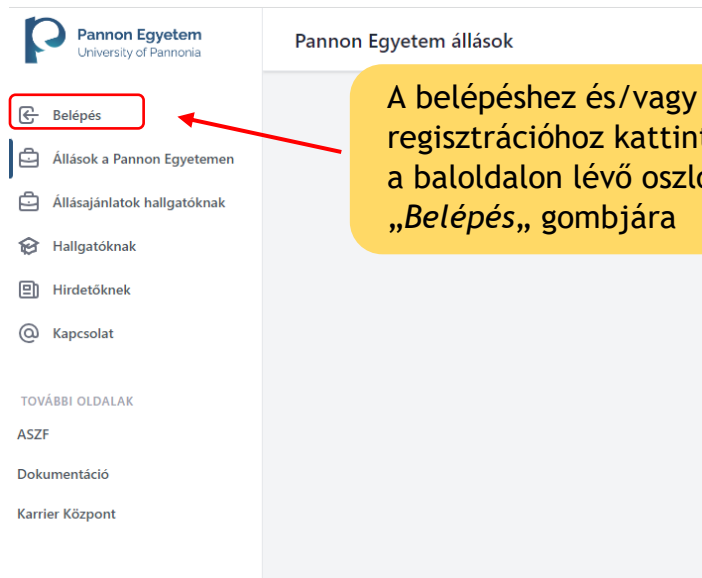 Pannon Egyetem
University of Pannonia
Pannon Egyetem állások
Belépés
Állások a Pannon Egyetemen
Állásajánlatok hallgatóknak
Hallgatóknak
Hirdetőknek
Kapcsolat
TOVÁBBI OLDALAK
ASZF
Dokumentáció
Karrier Központ
A belépéshez és/vagy
regisztrációhoz
a baloldalon lévő
„Belépés„ gombjára